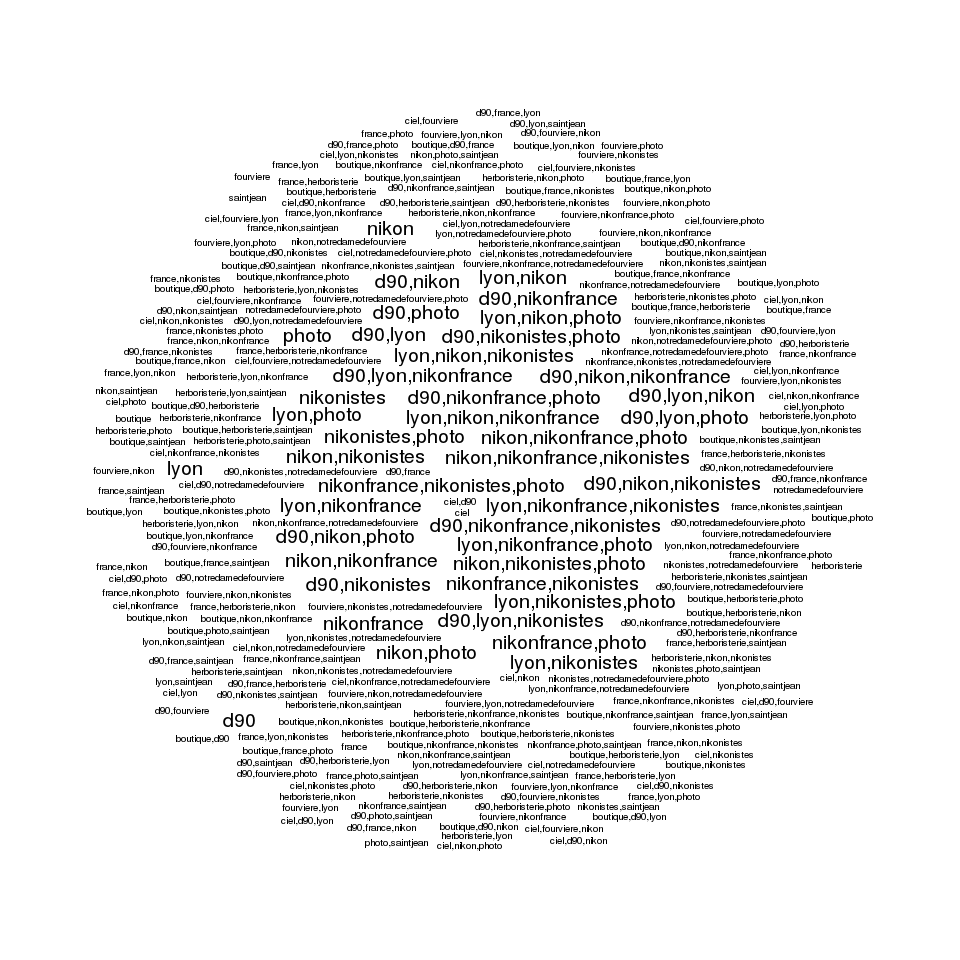 d90,france,lyon
ciel,fourviere
d90,lyon,saintjean
france,photo fourviere,lyon,nikon d90,fourviere,nikon
d90,france,photo boutique,d90,france boutique,lyon,nikon fourviere,photo
ciel,lyon,nikonistes nikon,photo,saintjean fourviere,nikonistes
france,lyon boutique,nikonfrance ciel,nikonfrance,photo ciel,fourviere,nikonistes
fourviere france,herboristerie boutique,lyon,saintjean herboristerie,nikon,photo boutique,france,lyon
boutique,herboristerie d90,nikonfrance,saintjean boutique,france,nikonistes boutique,nikon,photo
saintjean ciel,d90,nikonfrance d90,herboristerie,saintjean d90,herboristerie,nikonistes fourviere,nikon,photo
france,lyon,nikonfrance herboristerie,nikon,nikonfrance fourviere,nikonfrance,photo
ciel,fourviere,lyon france,nikon,saintjean nikon ciel,lyon,notredamedefourviere ciel,fourviere,photo
lyon,notredamedefourviere,photo fourviere,nikon,nikonfrance
fourviere,lyon,photo nikon,notredamedefourviere herboristerie,nikonfrance,saintjean boutique,d90,nikonfrance
boutique,d90,nikonistes ciel,notredamedefourviere,photo ciel,nikonistes,notredamedefourviere boutique,nikon,saintjean
boutique,d90,saintjean nikonfrance,nikonistes,saintjean fourviere,nikonfrance,notredamedefourviere nikon,nikonistes,saintjean
france,nikonistes boutique,nikonfrance,photo d90,nikon lyon,nikon boutique,france,nikonfrance
boutique,d90,photo herboristerie,lyon,nikonistes nikonfrance,notredamedefourviere boutique,lyon,photo
ciel,fourviere,nikonfrance fourviere,notredamedefourviere,photo d90,nikonfrance herboristerie,nikonistes,photo ciel,lyon,nikon
d90,nikon,saintjean notredamedefourviere,photo d90,photo boutique,france,herboristerie boutique,france
ciel,nikon,nikonistes d90,lyon,notredamedefourviere lyon,nikon,photo fourviere,nikonfrance,nikonistes
france,nikonistes,photo photo d90,lyon d90,nikonistes,photo lyon,nikonistes,saintjean d90,fourviere,lyon
france,nikon,nikonfrance nikon,notredamedefourviere,photo d90,herboristerie
d90,france,nikonistes france,herboristerie,nikonfrance lyon,nikon,nikonistes nikonfrance,notredamedefourviere,photo france,nikonfrance
boutique,france,nikon ciel,fourviere,notredamedefourviere nikonfrance,nikonistes,notredamedefourviere
france,lyon,nikon herboristerie,lyon,nikonfrance d90,lyon,nikonfrance d90,nikon,nikonfrance ciel,lyon,nikonfrance
fourviere,lyon,nikonistes
nikon,saintjean herboristerie,lyon,saintjean nikonistes d90,nikonfrance,photo d90,lyon,nikon ciel,nikon,nikonfrance
ciel,photo boutique,d90,herboristerie ciel,lyon,photo
boutique herboristerie,nikonfrance lyon,photo lyon,nikon,nikonfrance d90,lyon,photo herboristerie,lyon,photo
herboristerie,photo boutique,herboristerie,saintjean boutique,lyon,nikonistes
boutique,saintjean herboristerie,photo,saintjean nikonistes,photo nikon,nikonfrance,photo boutique,nikonistes,saintjean
ciel,nikonfrance,nikonistes nikon,nikonistes nikon,nikonfrance,nikonistes france,herboristerie,nikonistes
fourviere,nikon lyon d90,nikonistes,notredamedefourviere d90,france d90,nikon,notredamedefourviere
ciel,d90,notredamedefourviere nikonfrance,nikonistes,photo d90,nikon,nikonistes d90,france,nikonfrance
france,saintjean notredamedefourviere
france,herboristerie,photo ciel,d90
boutique,lyon boutique,nikonistes,photo lyon,nikonfrance ciel lyon,nikonfrance,nikonistes france,nikonistes,saintjean
herboristerie,lyon,nikon nikon,nikonfrance,notredamedefourviere d90,nikonfrance,nikonistes d90,notredamedefourviere,photo boutique,photo
boutique,lyon,nikonfrance d90,nikon,photo fourviere,notredamedefourviere
d90,fourviere,nikonfrance lyon,nikonfrance,photo lyon,nikon,notredamedefourviere
france,nikonfrance,photo
france,nikon boutique,france,saintjean nikon,nikonfrance nikon,nikonistes,photo nikonistes,notredamedefourviere herboristerie
ciel,d90,photo d90,notredamedefourviere d90,nikonistes nikonfrance,nikonistes herboristerie,nikonistes,saintjean
d90,fourviere,notredamedefourviere
france,nikon,photo fourviere,nikon,nikonistes lyon,nikonistes,photo boutique,herboristerie,photo
ciel,nikonfrance france,herboristerie,nikon fourviere,nikonistes,notredamedefourviere boutique,herboristerie,nikon
boutique,nikon boutique,nikon,nikonfrance nikonfrance d90,lyon,nikonistes d90,nikonfrance,notredamedefourviere
boutique,photo,saintjean d90,herboristerie,nikonfrance
lyon,nikon,saintjean lyon,nikonistes,notredamedefourviere nikonfrance,photo france,nikonfrance,saintjean
ciel,nikon,notredamedefourviere nikon,photo
d90,france,saintjean france,nikonfrance,saintjean lyon,nikonistes herboristerie,nikon,nikonistes
herboristerie,saintjean nikon,nikonistes,notredamedefourviere nikonistes,photo,saintjean
lyon,saintjean d90,france,herboristerie ciel,nikonfrance,notredamedefourviere ciel,nikon nikonistes,notredamedefourviere,photo
ciel,lyon d90,nikonistes,saintjean fourviere,nikon,notredamedefourviere lyon,nikonfrance,notredamedefourviere lyon,photo,saintjean
herboristerie,nikon,saintjean fourviere,lyon,notredamedefourviere france,nikonfrance,nikonistes ciel,d90,fourviere
d90,fourviere d90 boutique,nikon,nikonistes herboristerie,nikonfrance,nikonistes boutique,nikonfrance,saintjean france,lyon,saintjean
boutique,herboristerie,nikonfrance fourviere,nikonistes,photo
boutique,d90 france,lyon,nikonistes herboristerie,nikonfrance,photo boutique,herboristerie,nikonistes
boutique,france,photo france boutique,nikonfrance,nikonistes nikonfrance,photo,saintjean france,nikon,nikonistes
d90,saintjean d90,herboristerie,lyon nikon,nikonfrance,saintjean boutique,herboristerie,lyon ciel,nikonistes
lyon,notredamedefourviere ciel,notredamedefourviere boutique,nikonistes
d90,fourviere,photo france,photo,saintjean lyon,nikonfrance,saintjean france,herboristerie,lyon
ciel,nikonistes,photo d90,herboristerie,nikon fourviere,lyon,nikonfrance ciel,d90,nikonistes
herboristerie,nikon herboristerie,nikonistes d90,fourviere,nikonistes france,lyon,photo
fourviere,lyon nikonfrance,saintjean d90,herboristerie,photo nikonistes,saintjean
ciel,d90,lyon d90,photo,saintjean fourviere,nikonfrance boutique,d90,lyon
d90,france,nikon boutique,d90,nikon ciel,fourviere,nikon
herboristerie,lyon
photo,saintjean ciel,nikon,photo ciel,d90,nikon